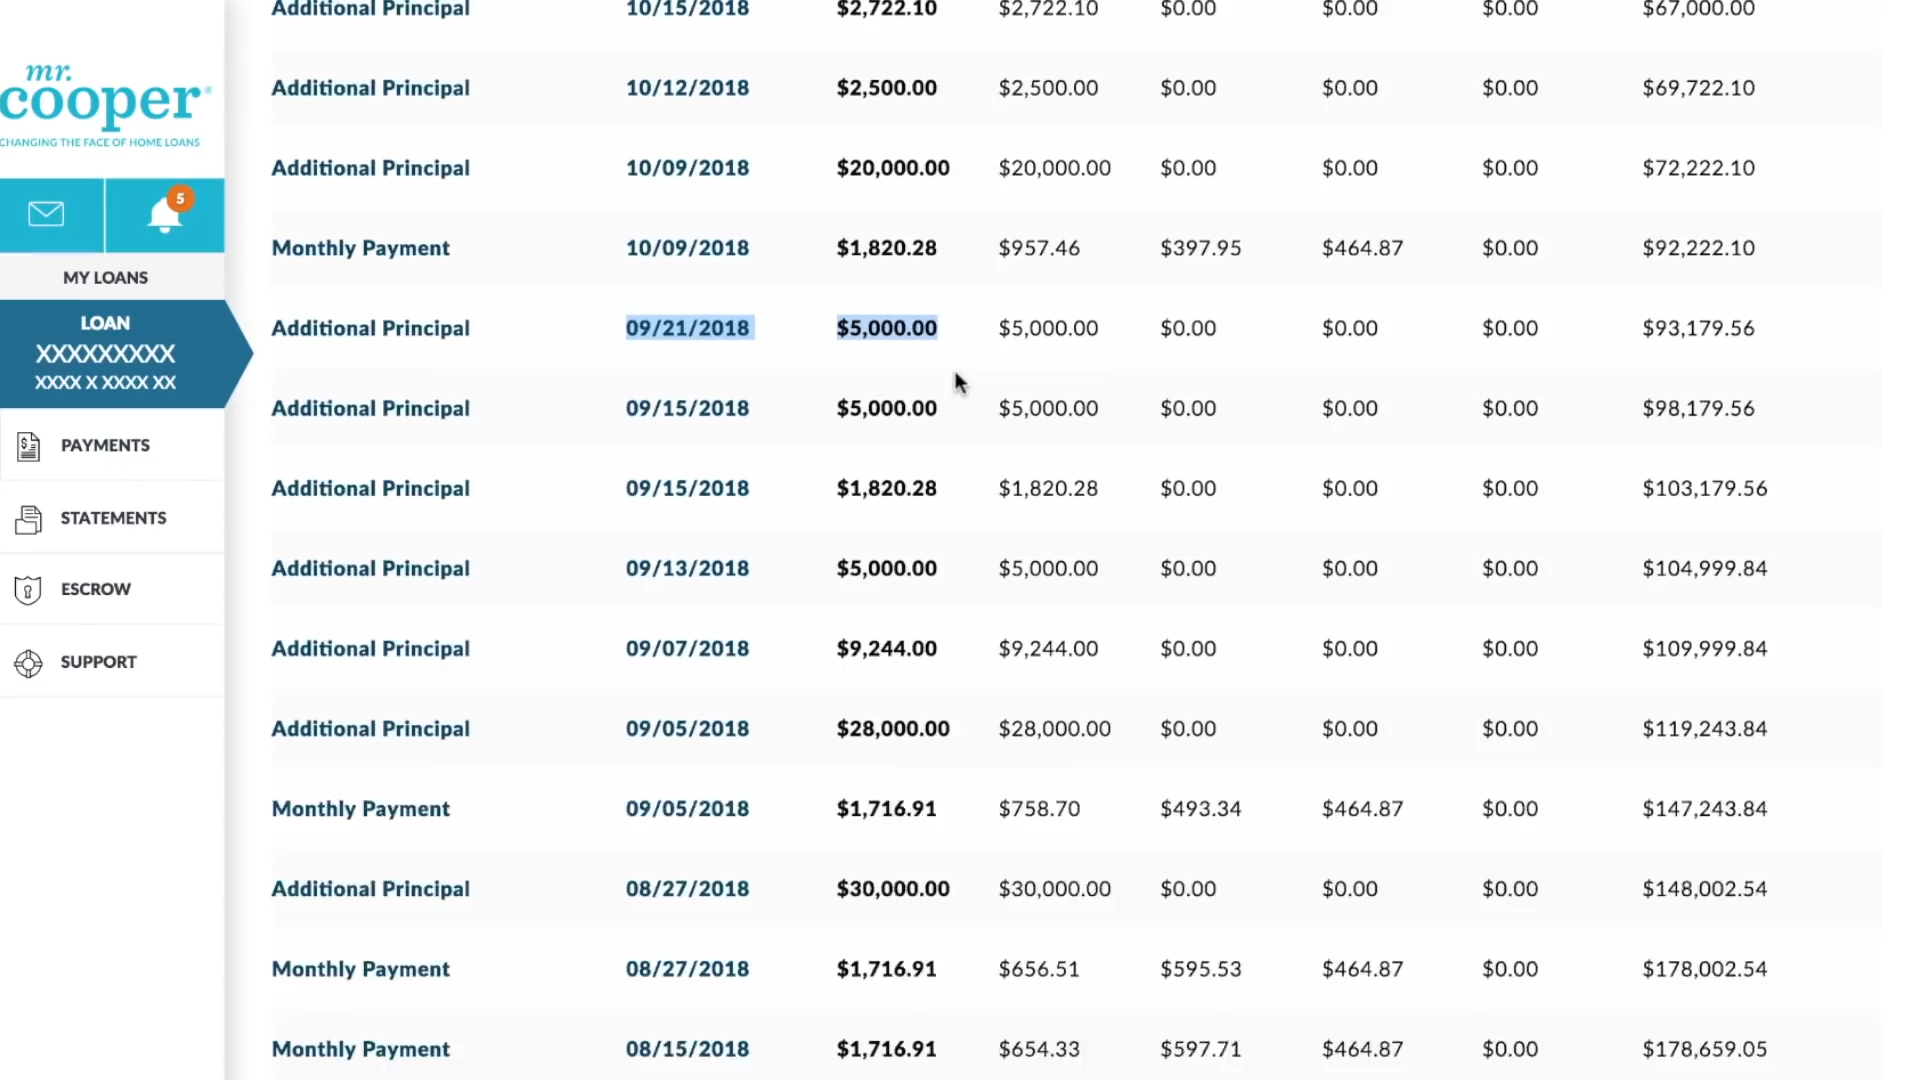 mr.
cooper®
CHANGING THE FACE OF HOME LOANS
5
MY LOANS
LOAN
XXXXXXXXX
XXXX X XXXX XX
PAYMENTS
STATEMENTS
ESCROW
SUPPORT
Additional Principal 10/15/2018 $2,722.10 $2,722.10 $0.00 $0.00 $0.00 $67,000.00
Additional Principal 10/12/2018 $2,500.00 $2,500.00 $0.00 $0.00 $0.00 $69,722.10
Additional Principal 10/09/2018 $20,000.00 $20,000.00 $0.00 $0.00 $0.00 $72,222.10
Monthly Payment 10/09/2018 $1,820.28 $957.46 $397.95 $464.87 $0.00 $92,222.10
Additional Principal 09/21/2018 $5,000.00 $5,000.00 $0.00 $0.00 $0.00 $93,179.56
Additional Principal 09/15/2018 $5,000.00 $5,000.00 $0.00 $0.00 $0.00 $98,179.56
Additional Principal 09/15/2018 $1,820.28 $1,820.28 $0.00 $0.00 $0.00 $103,179.56
Additional Principal 09/13/2018 $5,000.00 $5,000.00 $0.00 $0.00 $0.00 $104,999.84
Additional Principal 09/07/2018 $9,244.00 $9,244.00 $0.00 $0.00 $0.00 $109,999.84
Additional Principal 09/05/2018 $28,000.00 $28,000.00 $0.00 $0.00 $0.00 $119,243.84
Monthly Payment 09/05/2018 $1,716.91 $758.70 $493.34 $464.87 $0.00 $147,243.84
Additional Principal 08/27/2018 $30,000.00 $30,000.00 $0.00 $0.00 $0.00 $148,002.54
Monthly Payment 08/27/2018 $1,716.91 $656.51 $595.53 $464.87 $0.00 $178,002.54
Monthly Payment 08/15/2018 $1,716.91 $654.33 $597.71 $464.87 $0.00 $178,659.05